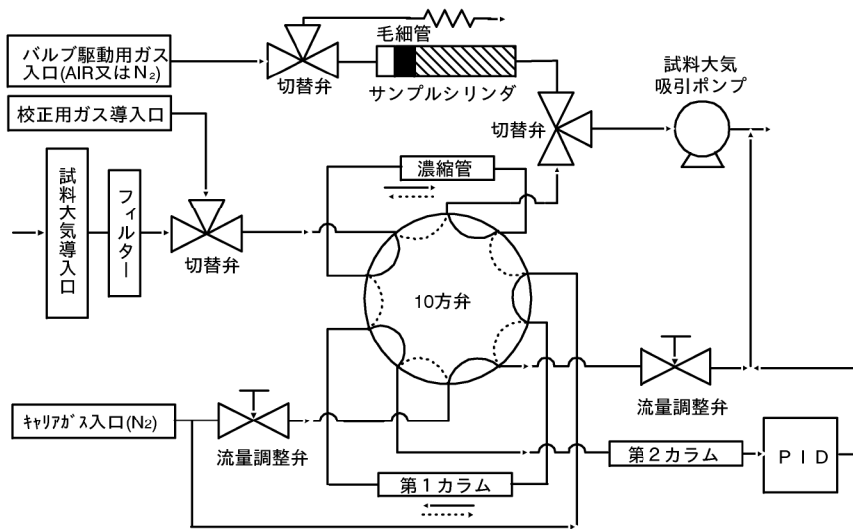 毛細管
バルブ駆動用ガス
入口(AIR又はN₂)
切替弁
サンプルシリンダ
試料大気
吸引ポンプ
校正用ガス導入口
切替弁
濃縮管
試料大気導入口
フィルター
切替弁
10方弁
キャリアガス入口(N₂)
流量調整弁
流量調整弁
第1カラム
第2カラム
PID